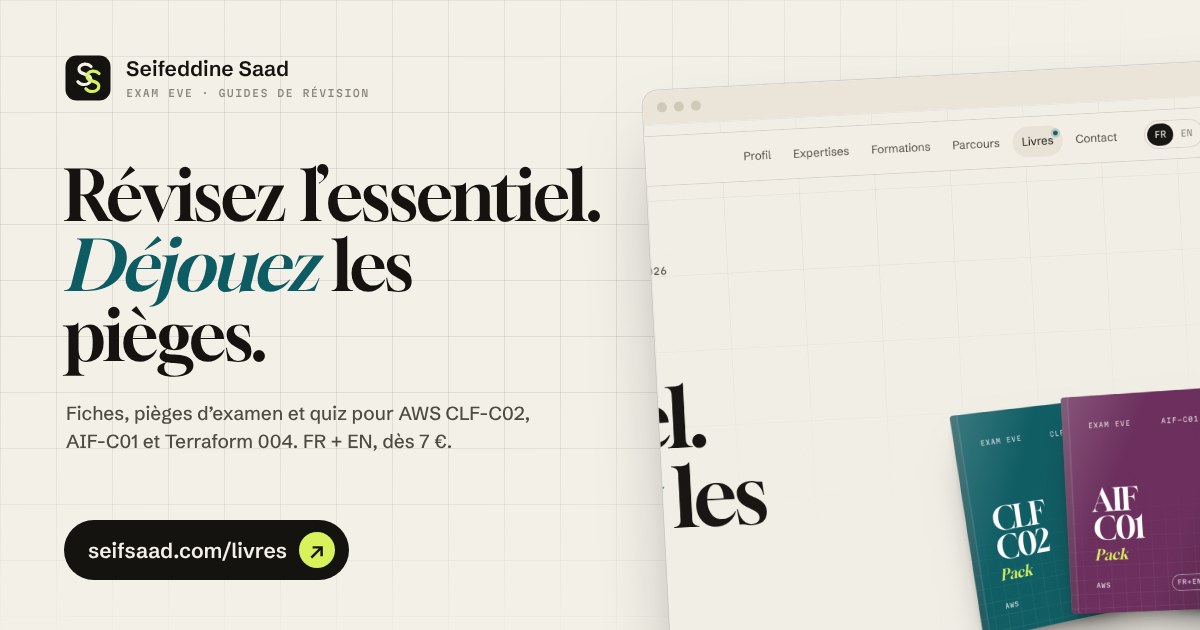 Seifeddine Saad
EXAM EVE · GUIDES DE RÉVISION
Révisez l’essentiel.
Déjouez les
pièges.
Fiches, pièges d’examen et quiz pour AWS CLF-C02,
AIF-C01 et Terraform 004. FR + EN, dès 7 €.
seifsaad.com/livres
Profil Expertises Formations Parcours Livres Contact FR EN
el.
les
EXAM EVE
CLF
C02
Pack
AWS
EXAM EVE AIF-C01
AIF
C01
Pack
AWS
FR+EN